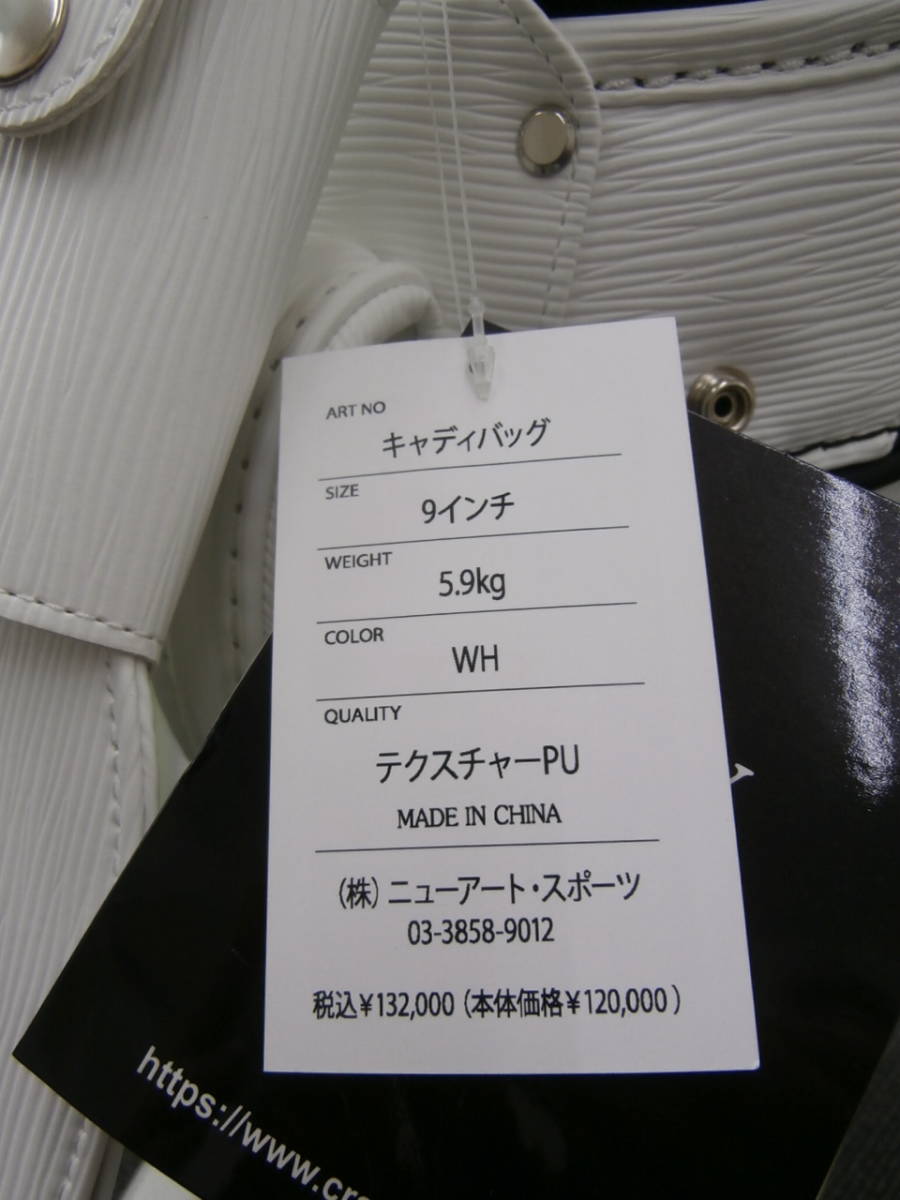 ART NO
キャディバッグ
SIZE
9インチ
WEIGHT
5.9kg
COLOR
WH
QUALITY
テクスチャーPU
MADE IN CHINA
(株)ニューアート・スポーツ
03-3858-9012
税込¥132,000(本体価格¥120,000)
https://www.cr